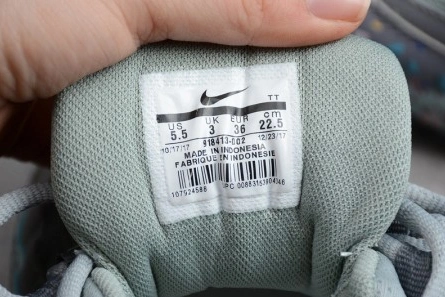 TT
US UK EUR cm
5.5 3 36 22.5
10/17/17 918413-002 12/23/17
MADE IN INDONESIA
FABRIQUE EN INDONESIE
107924588